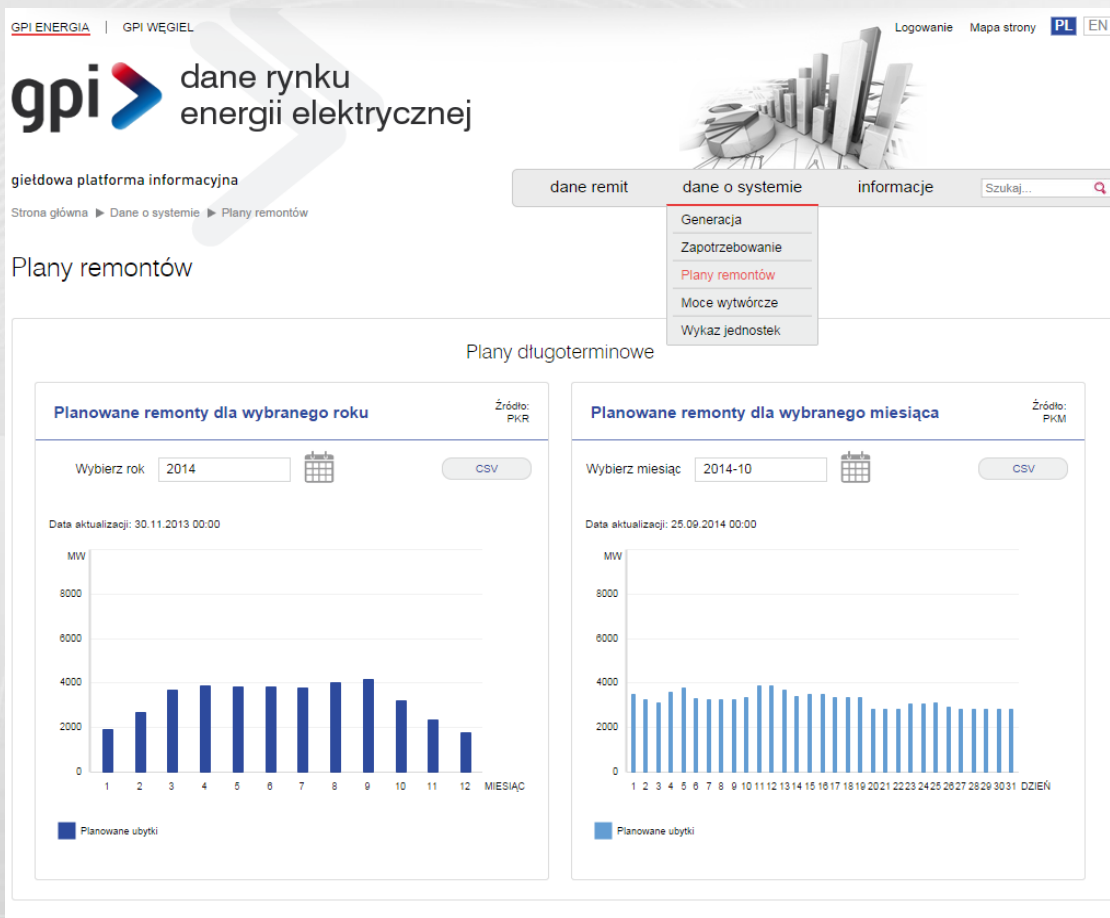 GPI ENERGIA | GPI WĘGIEL
Logowanie Mapa strony PL EN
gpi
dane rynku
energii elektrycznej
giełdowa platforma informacyjna
dane remit dane o systemie informacje Szukaj...
Strona główna ▶ Dane o systemie ▶ Plany remontów
Generacja
Zapotrzebowanie
Plany remontów
Moce wytwórcze
Wykaz jednostek
Plany remontów
Plany długoterminowe
Planowane remonty dla wybranego roku
Źródło:
PKR
Wybierz rok 2014 CSV
Data aktualizacji: 30.11.2013 00:00
MW
8000
6000
4000
2000
0
1 2 3 4 5 6 7 8 9 10 11 12 MIESIĄC
Planowane ubytki
Planowane remonty dla wybranego miesiąca
Źródło:
PKM
Wybierz miesiąc 2014-10 CSV
Data aktualizacji: 25.09.2014 00:00
MW
8000
6000
4000
2000
0
1 2 3 4 5 6 7 8 9 10 11 12 13 14 15 16 17 18 19 20 21 22 23 24 25 26 27 28 29 30 31 DZIEŃ
Planowane ubytki